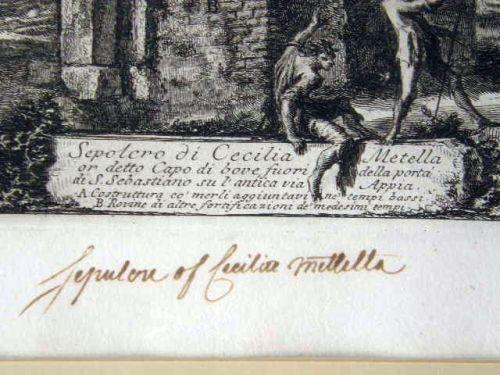 Sepolcro di Cecilia Metella
or detto Capo di bove fuori della porta
di S. Sebastiano su l'antica via Appia.
A Costruttura co' merli aggiuntavi ne' tempi bassi
B. Rovine di altre fortificazioni de' medesimi tempi.
Sepulcre of Cecilia Mettella